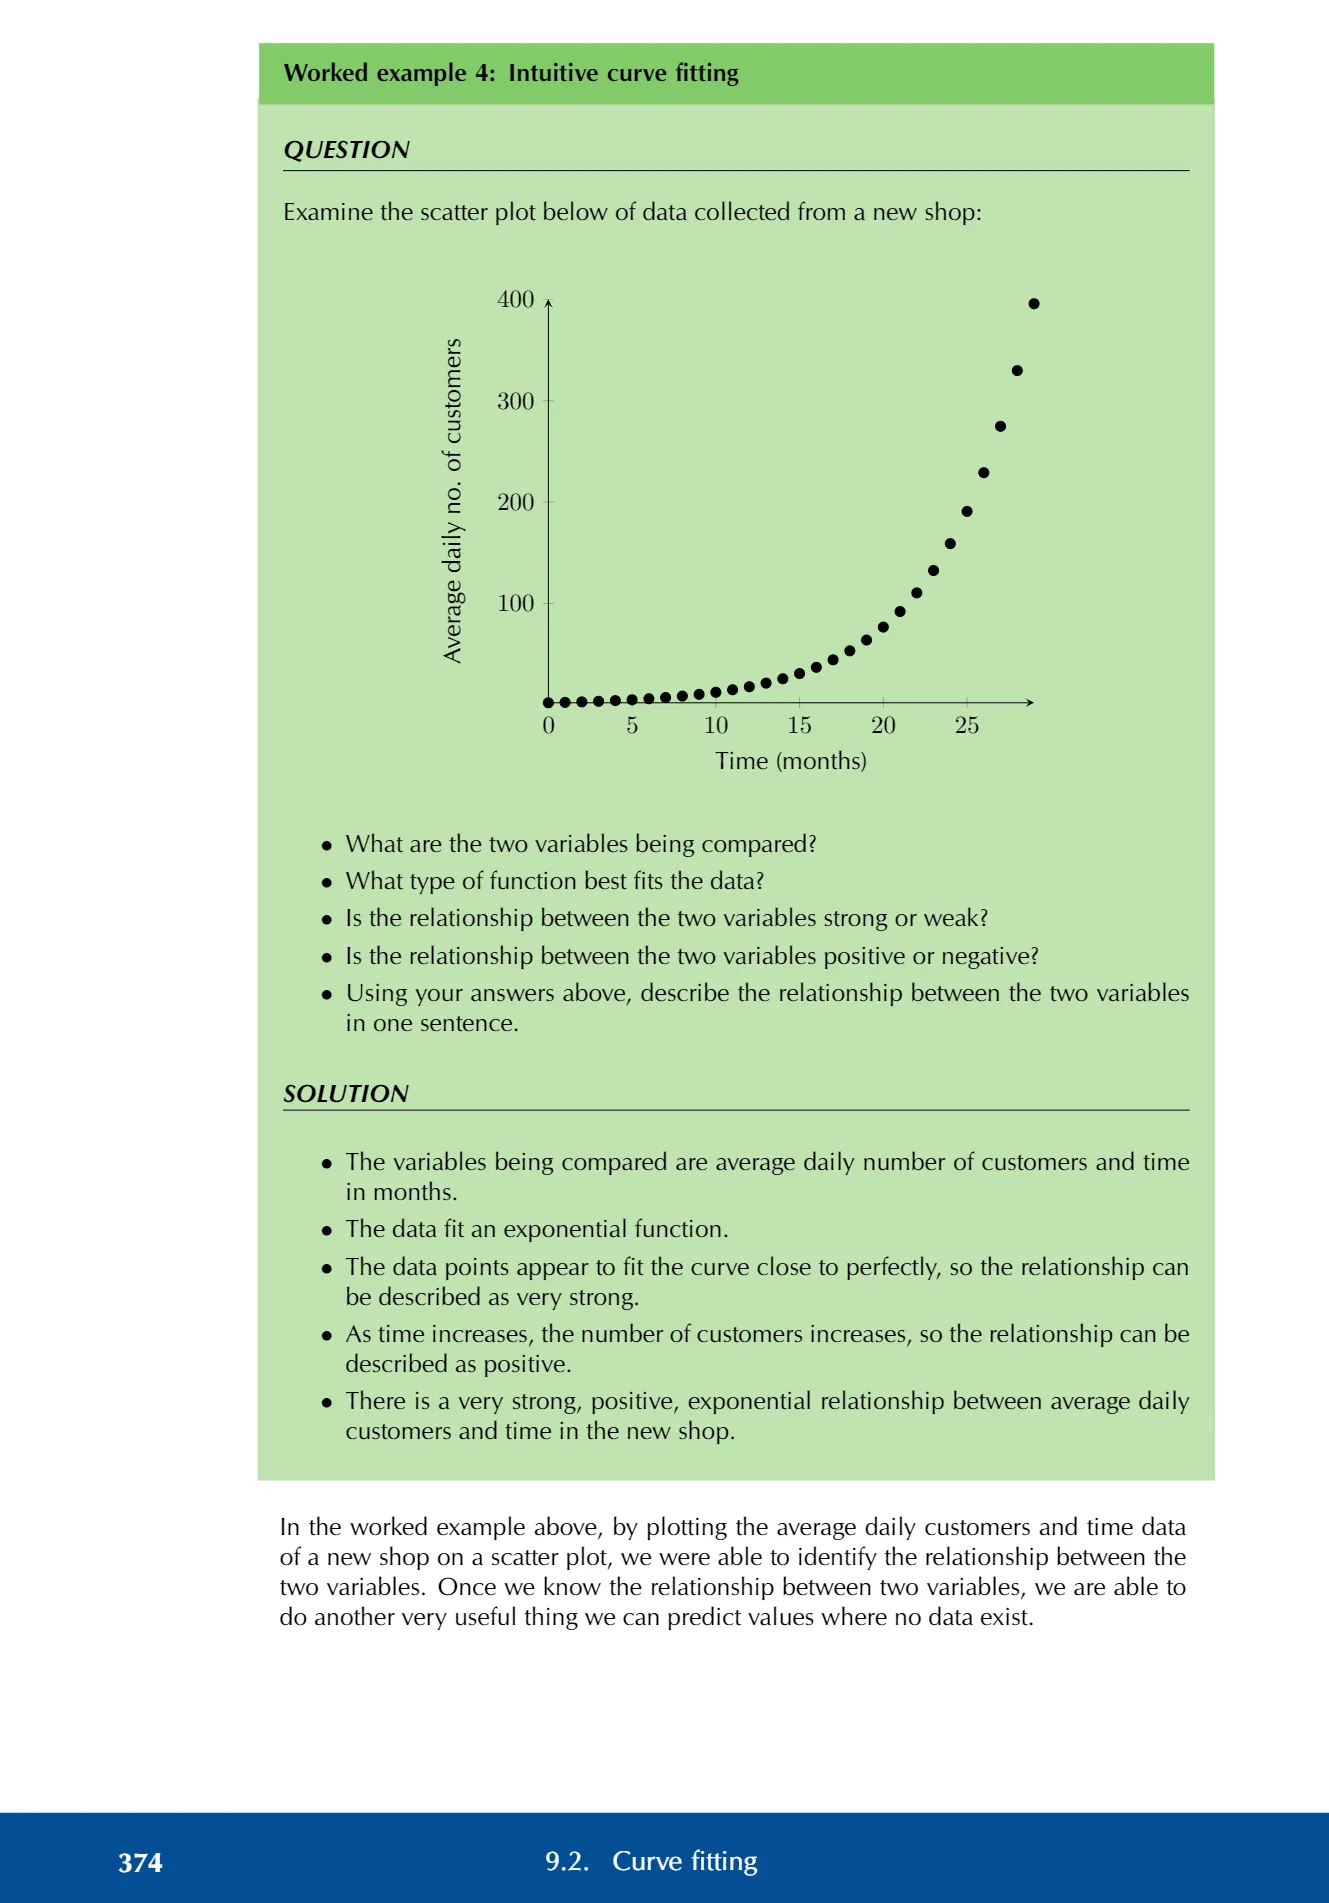 Worked example 4: Intuitive curve fitting
QUESTION
Examine the scatter plot below of data collected from a new shop:
400
300
200
100
Average daily no. of customers
0 5 10 15 20 25
Time (months)
• What are the two variables being compared?
• What type of function best fits the data?
• Is the relationship between the two variables strong or weak?
• Is the relationship between the two variables positive or negative?
• Using your answers above, describe the relationship between the two variables
in one sentence.
SOLUTION
• The variables being compared are average daily number of customers and time
in months.
• The data fit an exponential function.
• The data points appear to fit the curve close to perfectly, so the relationship can
be described as very strong.
• As time increases, the number of customers increases, so the relationship can be
described as positive.
• There is a very strong, positive, exponential relationship between average daily
customers and time in the new shop.
In the worked example above, by plotting the average daily customers and time data
of a new shop on a scatter plot, we were able to identify the relationship between the
two variables. Once we know the relationship between two variables, we are able to
do another very useful thing we can predict values where no data exist.
374 9.2. Curve fitting